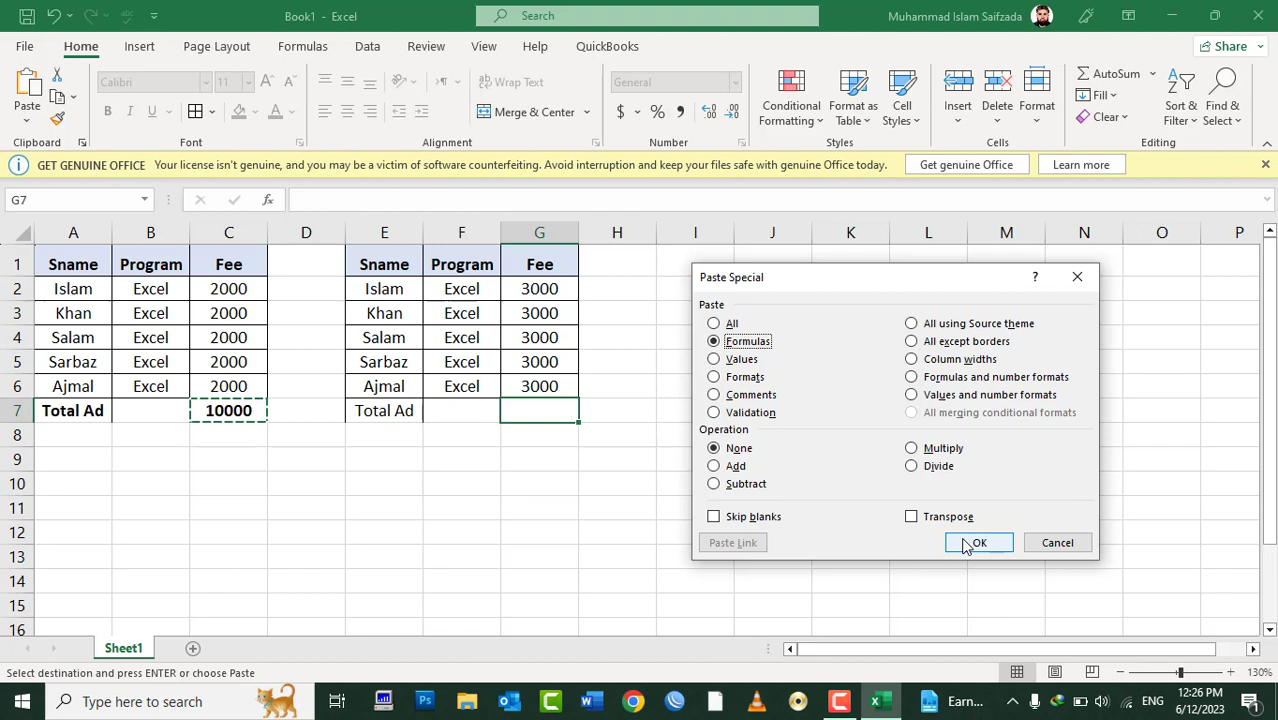 Book1 - Excel
Search
Muhammad Islam Saifzada
File Home Insert Page Layout Formulas Data Review View Help QuickBooks
Share
Paste
Calibri 11
B I U
Wrap Text
Merge & Center
General
$ % 
Conditional Formatting
Format as Table
Cell Styles
Insert
Delete
Format
AutoSum
Fill
Clear
Sort & Filter
Find & Select
Clipboard Font Alignment Number Styles Cells Editing
GET GENUINE OFFICE Your license isn't genuine, and you may be a victim of software counterfeiting. Avoid interruption and keep your files safe with genuine Office today. Get genuine Office Learn more
G7 fx
A B C D E F G H I J K L M N O P
1 Sname Program Fee Sname Program Fee
2 Islam Excel 2000 Islam Excel 3000
3 Khan Excel 2000 Khan Excel 3000
4 Salam Excel 2000 Salam Excel 3000
5 Sarbaz Excel 2000 Sarbaz Excel 3000
6 Ajmal Excel 2000 Ajmal Excel 3000
7 Total Ad 10000 Total Ad
8
9
10
11
12
13
14
15
16
Paste Special ?
Paste
All All using Source theme
Formulas All except borders
Values Column widths
Formats Formulas and number formats
Comments Values and number formats
Validation All merging conditional formats
Operation
None Multiply
Add Divide
Subtract
Skip blanks Transpose
Paste Link OK Cancel
Sheet1
Select destination and press ENTER or choose Paste
130%
Type here to search
Earn...
ENG
12:26 PM
6/12/2023